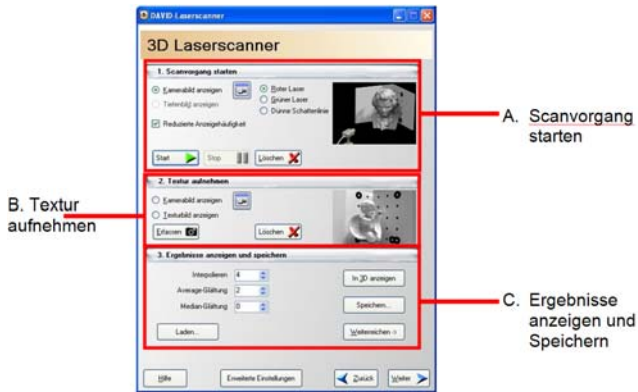 DAVID-Laserscanner
3D Laserscanner
1. Scanvorgang starten
Kamerabild anzeigen
Tiefenbild anzeigen
Reduzierte Anzeigehäufigkeit
Roter Laser
Grüner Laser
Dünne Schattenlinie
Start
Stop
Löschen
2. Textur aufnehmen
Kamerabild anzeigen
Texturbild anzeigen
Erfassen
Löschen
3. Ergebnisse anzeigen und speichern
Interpolieren 4
Average-Glättung 2
Median-Glättung 0
In 3D anzeigen
Speichern...
Laden...
Weiterreichen ->
Hilfe
Erweiterte Einstellungen
Zurück
Weiter
A. Scanvorgang
starten
B. Textur
aufnehmen
C. Ergebnisse
anzeigen und
Speichern